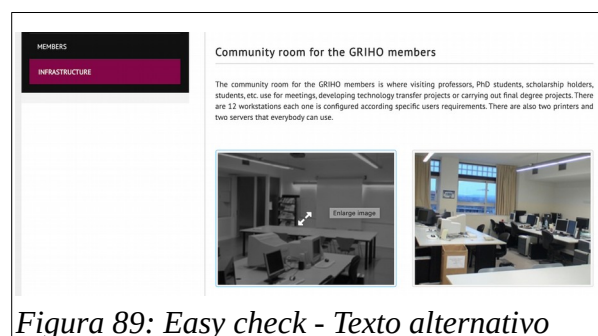 MEMBERS
INFRASTRUCTURE
Community room for the GRIHO members
The community room for the GRIHO members is where visiting professors, PhD students, scholarship holders,
students, etc. use for meetings, developing technology transfer projects or carrying out final degree projects. There
are 12 workstations each one is configured according specific users requirements. There are also two printers and
two servers that everybody can use.
Enlarge image
Figura 89: Easy check - Texto alternativo